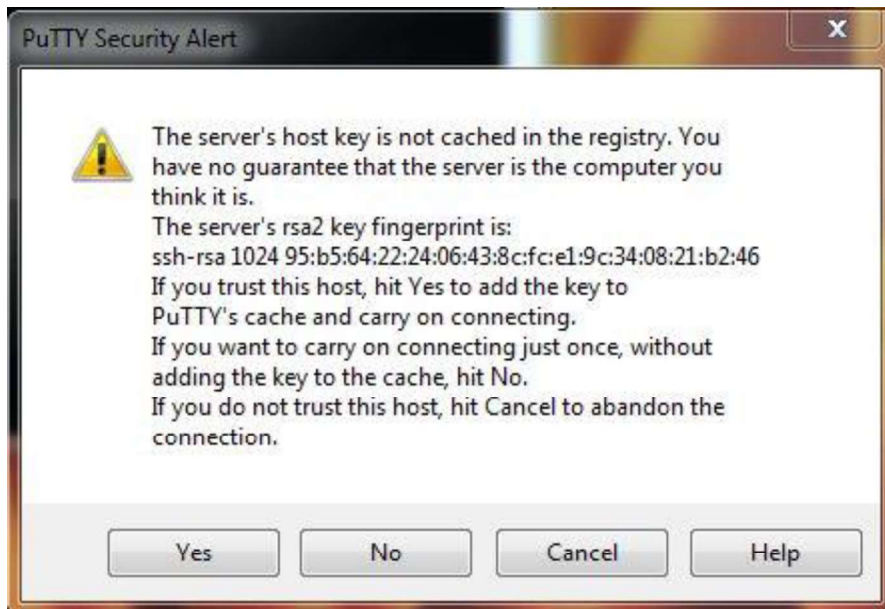 PuTTY Security Alert
X
The server's host key is not cached in the registry. You
have no guarantee that the server is the computer you
think it is.
The server's rsa2 key fingerprint is:
ssh-rsa 1024 95:b5:64:22:24:06:43:8c:fc:e1:9c:34:08:21:b2:46
If you trust this host, hit Yes to add the key to
PuTTY's cache and carry on connecting.
If you want to carry on connecting just once, without
adding the key to the cache, hit No.
If you do not trust this host, hit Cancel to abandon the
connection.
Yes No Cancel Help